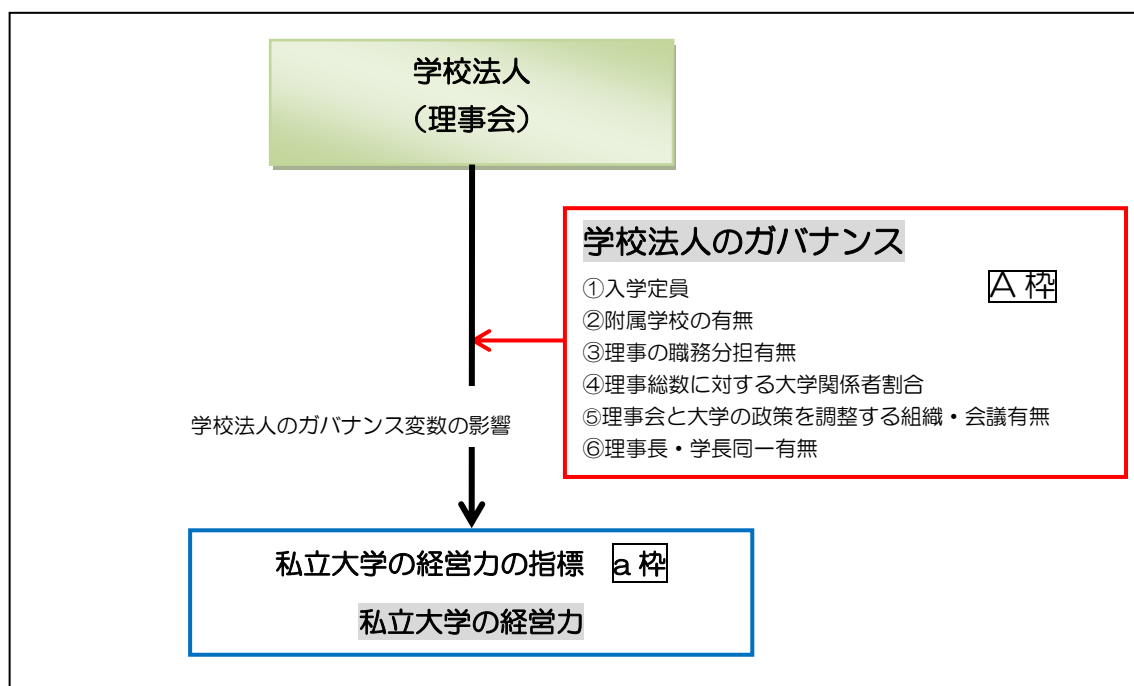 学校法人
（理事会）
学校法人のガバナンス
A 枠
①入学定員
②附属学校の有無
③理事の職務分担有無
④理事総数に対する大学関係者割合
⑤理事会と大学の政策を調整する組織・会議有無
⑥理事長・学長同一有無
学校法人のガバナンス変数の影響
私立大学の経営力の指標 a 枠
私立大学の経営力